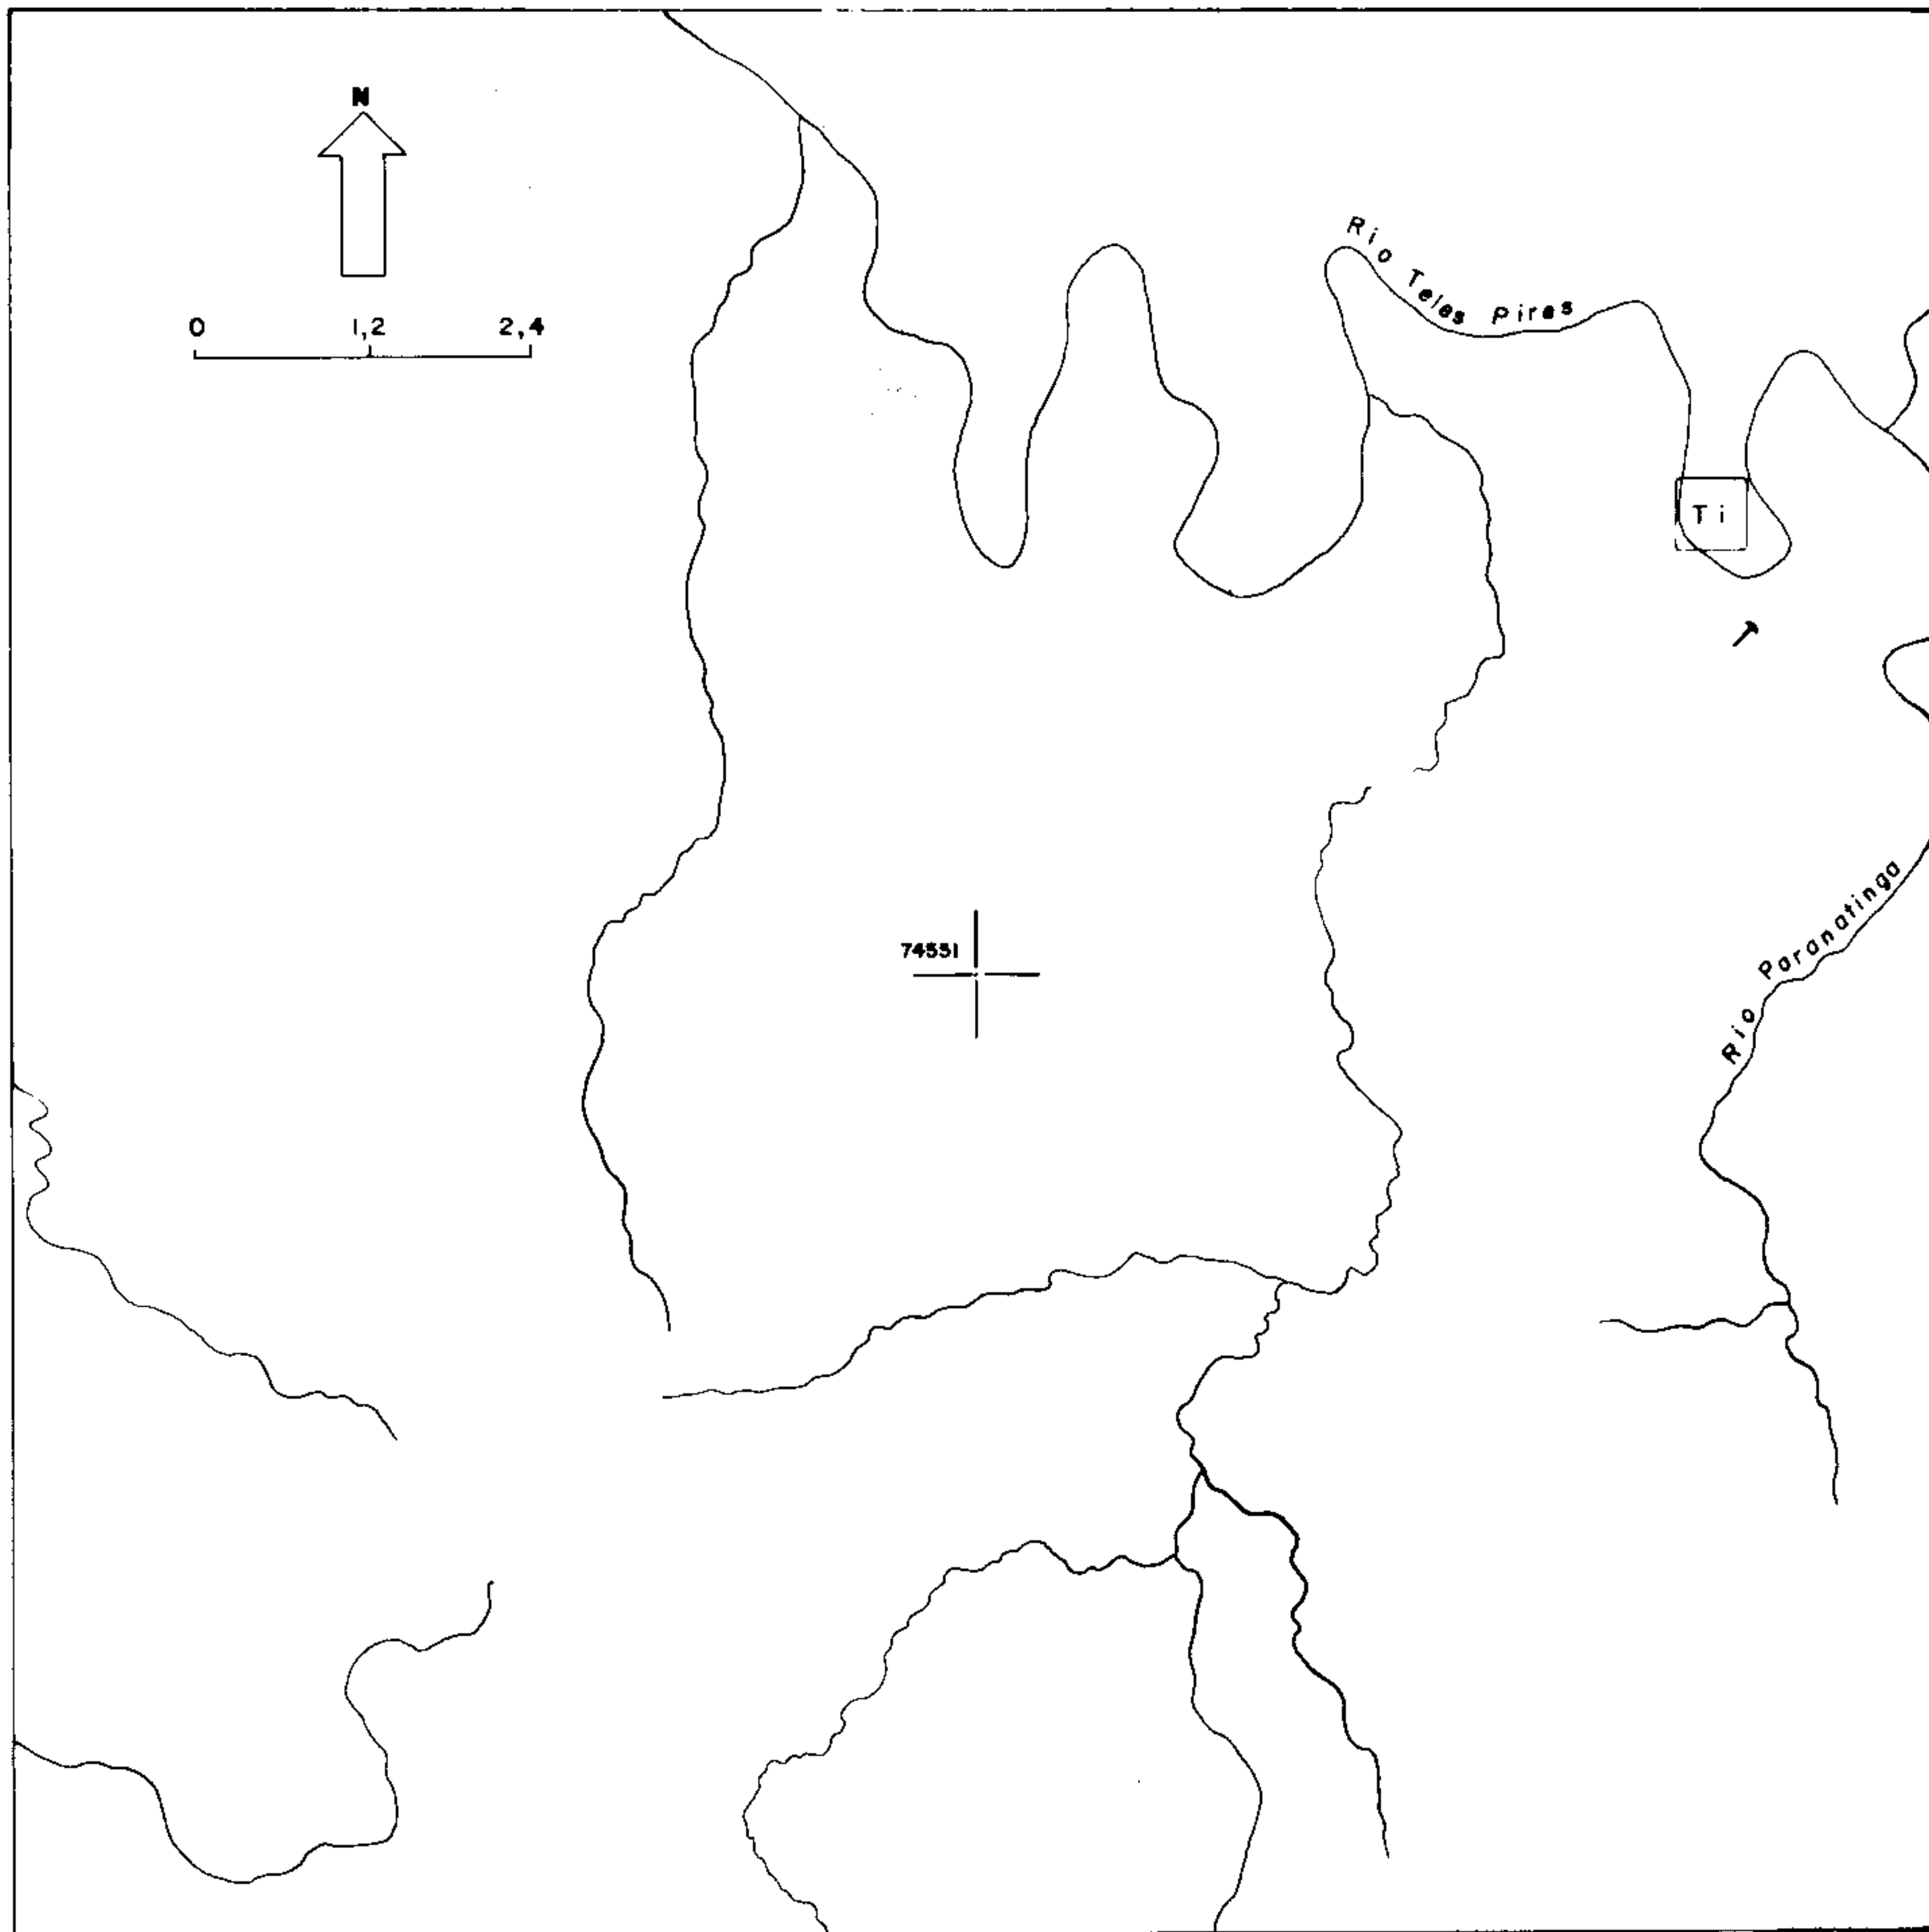 N
0 1,2 2,4
Rio Teles Pires
Ti
74551
Rio Paranatinga